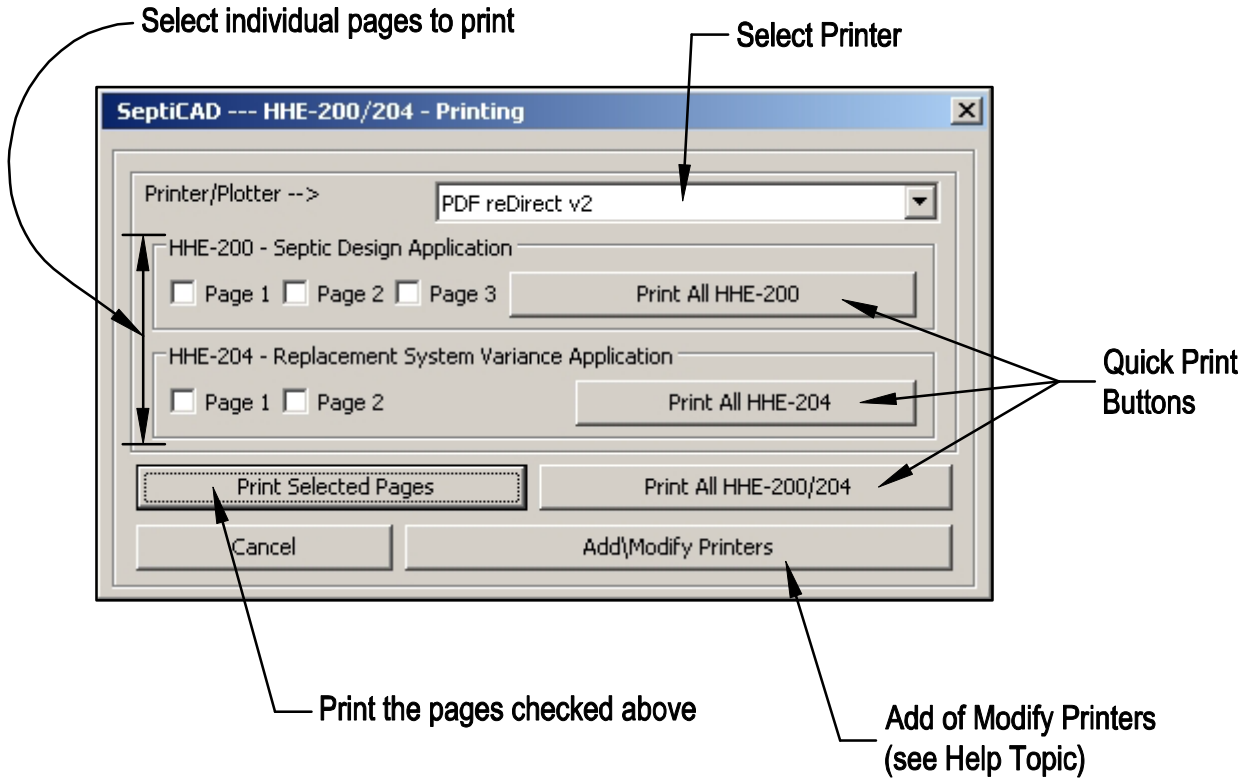 Select individual pages to print
Select Printer
SeptiCAD --- HHE-200/204 - Printing
Printer/Plotter -->
PDF reDirect v2
HHE-200 - Septic Design Application
Page 1 Page 2 Page 3 Print All HHE-200
HHE-204 - Replacement System Variance Application
Page 1 Page 2 Print All HHE-204
Quick Print
Buttons
Print Selected Pages Print All HHE-200/204
Cancel Add\Modify Printers
Print the pages checked above
Add of Modify Printers
(see Help Topic)